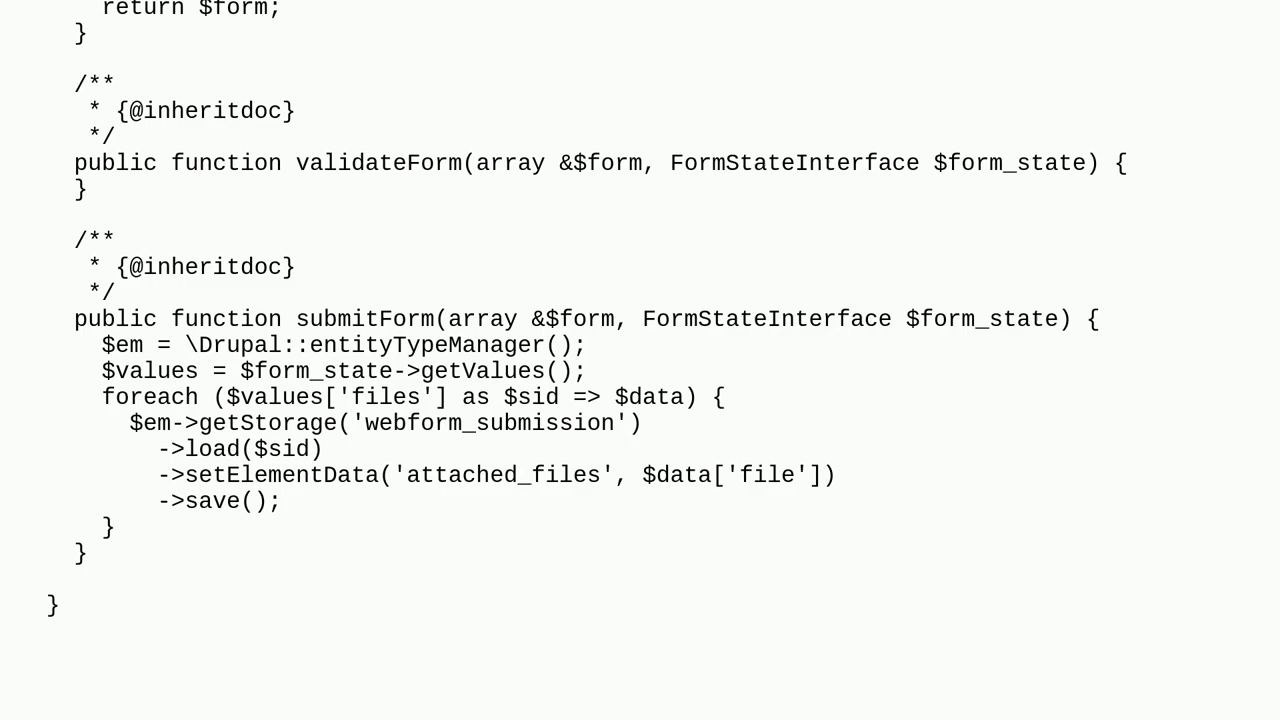 return $form;
}
/**
* {@inheritdoc}
*/
public function validateForm(array &$form, FormStateInterface $form_state) {
}
/**
* {@inheritdoc}
*/
public function submitForm(array &$form, FormStateInterface $form_state) {
$em = \Drupal::entityTypeManager();
$values = $form_state->getValues();
foreach ($values['files'] as $sid => $data) {
$em->getStorage('webform_submission')
->load($sid)
->setElementData('attached_files', $data['file'])
->save();
}
}
}